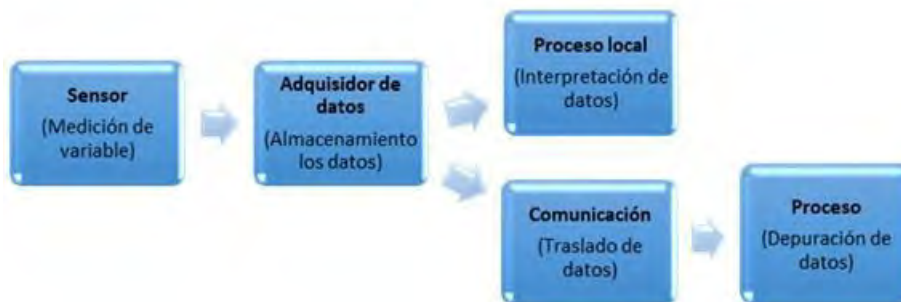 Sensor
(Medición de
variable)
Adquisidor de
datos
(Almacenamiento
los datos)
Proceso local
(Interpretación de
datos)
Comunicación
(Traslado de
datos)
Proceso
(Depuración de
datos)